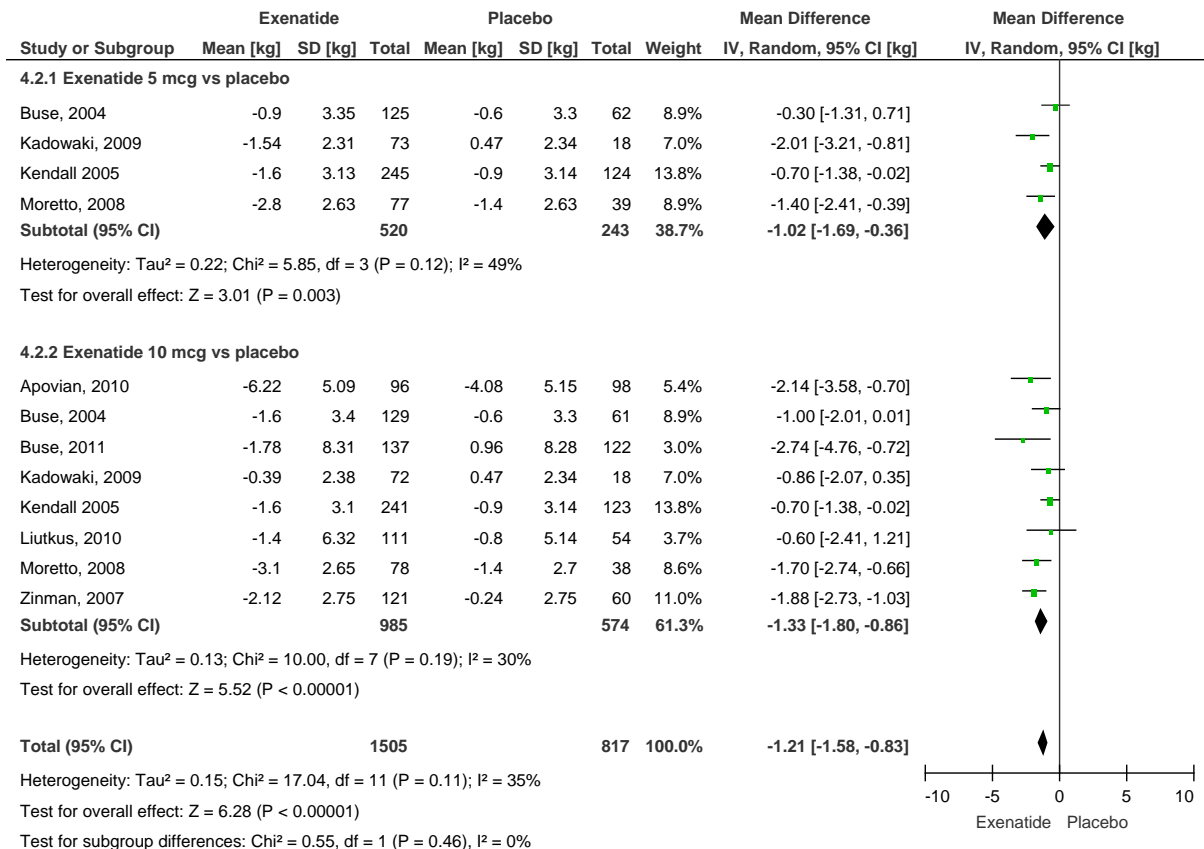 Exenatide Placebo Mean Difference Mean Difference
Study or Subgroup Mean [kg] SD [kg] Total Mean [kg] SD [kg] Total Weight IV, Random, 95% CI [kg] IV, Random, 95% CI [kg]
4.2.1 Exenatide 5 mcg vs placebo
Buse, 2004 -0.9 3.35 125 -0.6 3.3 62 8.9% -0.30 [-1.31, 0.71]
Kadowaki, 2009 -1.54 2.31 73 0.47 2.34 18 7.0% -2.01 [-3.21, -0.81]
Kendall 2005 -1.6 3.13 245 -0.9 3.14 124 13.8% -0.70 [-1.38, -0.02]
Moretto, 2008 -2.8 2.63 77 -1.4 2.63 39 8.9% -1.40 [-2.41, -0.39]
Subtotal (95% CI) 520 243 38.7% -1.02 [-1.69, -0.36]
Heterogeneity: Tau² = 0.22; Chi² = 5.85, df = 3 (P = 0.12); I² = 49%
Test for overall effect: Z = 3.01 (P = 0.003)
4.2.2 Exenatide 10 mcg vs placebo
Apovian, 2010 -6.22 5.09 96 -4.08 5.15 98 5.4% -2.14 [-3.58, -0.70]
Buse, 2004 -1.6 3.4 129 -0.6 3.3 61 8.9% -1.00 [-2.01, 0.01]
Buse, 2011 -1.78 8.31 137 0.96 8.28 122 3.0% -2.74 [-4.76, -0.72]
Kadowaki, 2009 -0.39 2.38 72 0.47 2.34 18 7.0% -0.86 [-2.07, 0.35]
Kendall 2005 -1.6 3.1 241 -0.9 3.14 123 13.8% -0.70 [-1.38, -0.02]
Liutkus, 2010 -1.4 6.32 111 -0.8 5.14 54 3.7% -0.60 [-2.41, 1.21]
Moretto, 2008 -3.1 2.65 78 -1.4 2.7 38 8.6% -1.70 [-2.74, -0.66]
Zinman, 2007 -2.12 2.75 121 -0.24 2.75 60 11.0% -1.88 [-2.73, -1.03]
Subtotal (95% CI) 985 574 61.3% -1.33 [-1.80, -0.86]
Heterogeneity: Tau² = 0.13; Chi² = 10.00, df = 7 (P = 0.19); I² = 30%
Test for overall effect: Z = 5.52 (P < 0.00001)
Total (95% CI) 1505 817 100.0% -1.21 [-1.58, -0.83]
Heterogeneity: Tau² = 0.15; Chi² = 17.04, df = 11 (P = 0.11); I² = 35%
Test for overall effect: Z = 6.28 (P < 0.00001)
Test for subgroup differences: Chi² = 0.55, df = 1 (P = 0.46), I² = 0%
-10 -5 0 5 10
Exenatide Placebo